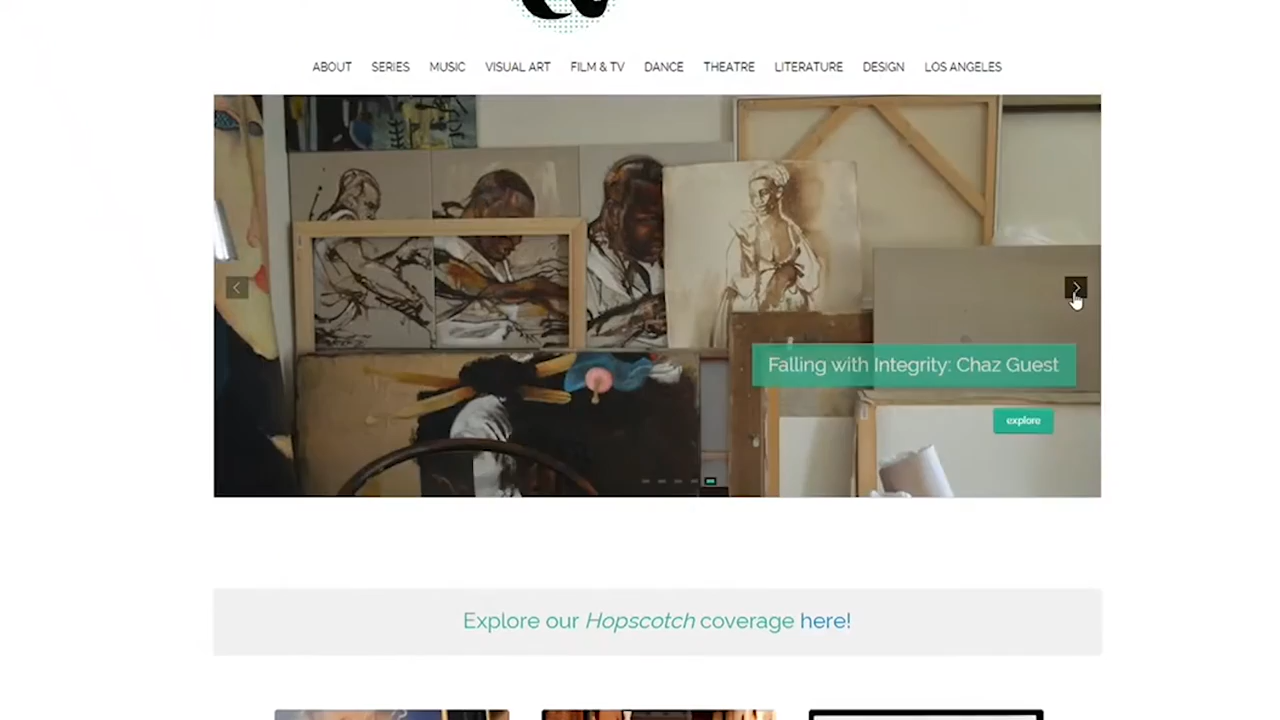 ABOUT SERIES MUSIC VISUAL ART FILM & TV DANCE THEATRE LITERATURE DESIGN LOS ANGELES
Falling with Integrity: Chaz Guest
explore
Explore our Hopscotch coverage here!